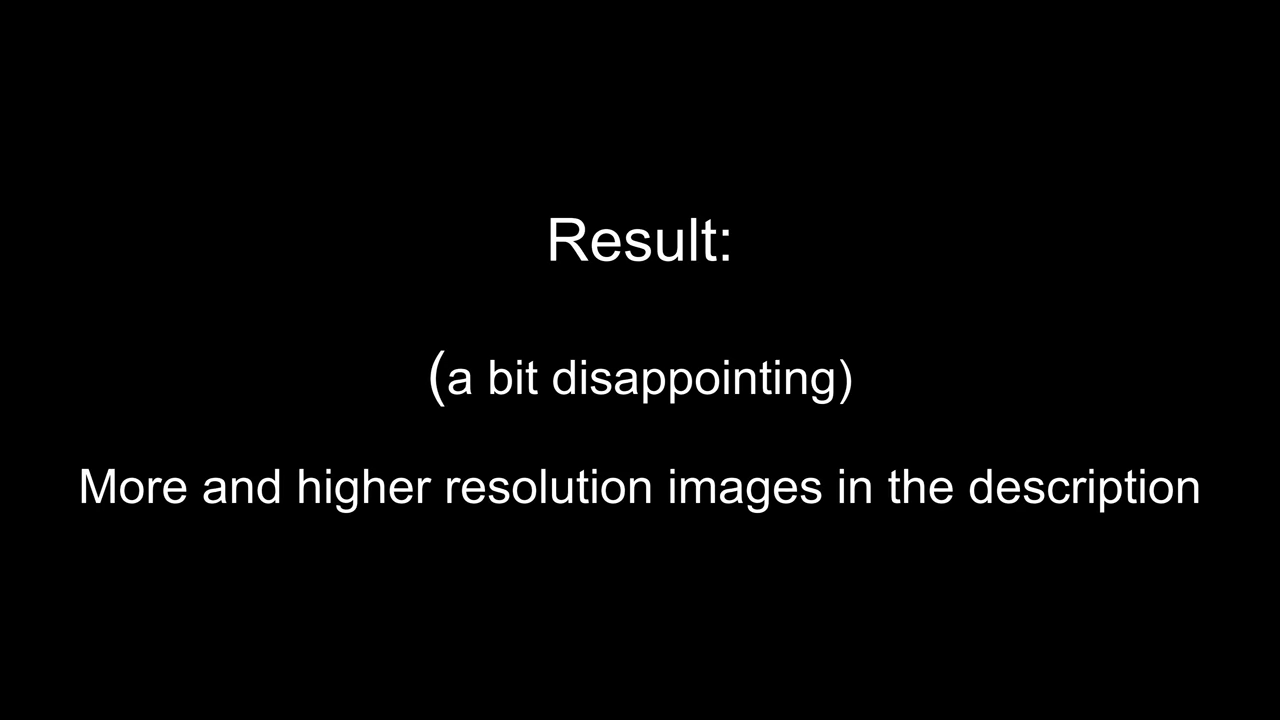 Result:
(a bit disappointing)
More and higher resolution images in the description